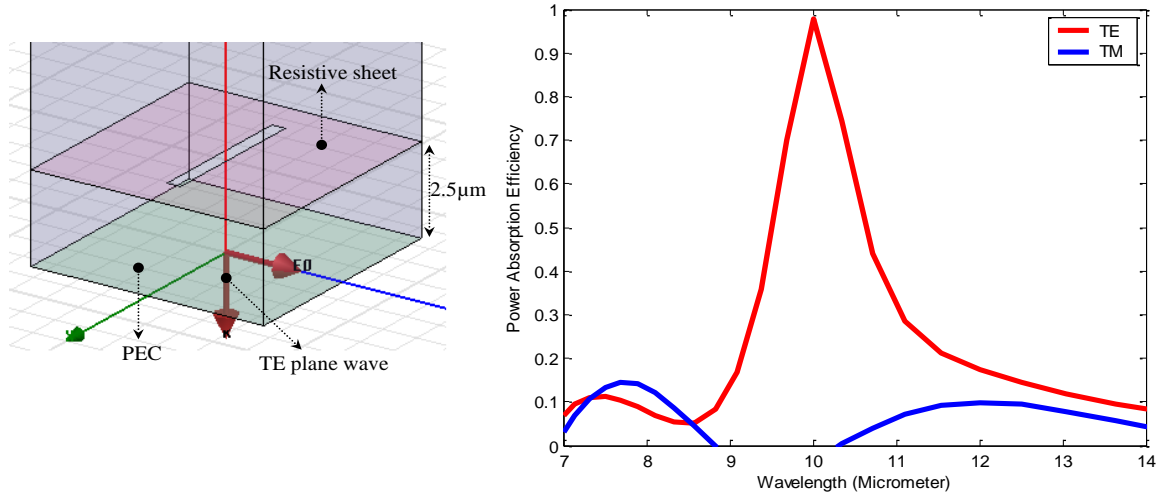 Resistive sheet
2.5µm
E0
PEC
TE plane wave
Power Absorption Efficiency
1
0.9
0.8
0.7
0.6
0.5
0.4
0.3
0.2
0.1
0
7 8 9 10 11 12 13 14
Wavelength (Micrometer)
TE
TM